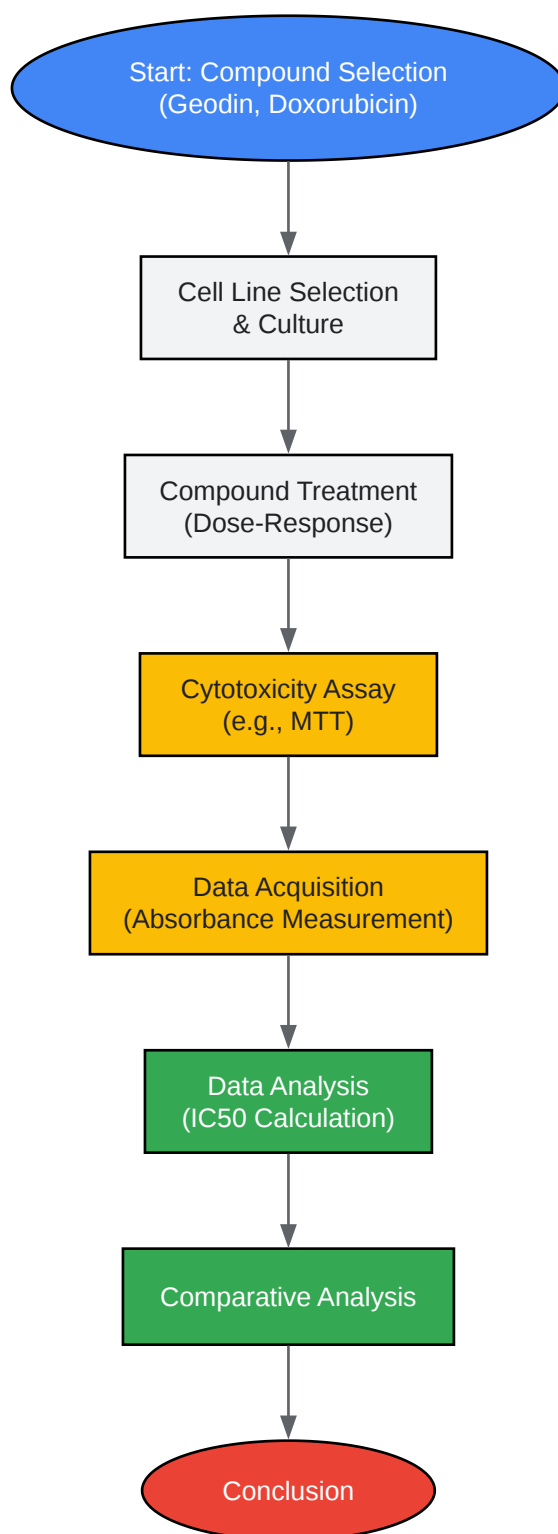 Start: Compound Selection
(Geodin, Doxorubicin)
Cell Line Selection
& Culture
Compound Treatment
(Dose-Response)
Cytotoxicity Assay
(e.g., MTT)
Data Acquisition
(Absorbance Measurement)
Data Analysis
(IC50 Calculation)
Comparative Analysis
Conclusion